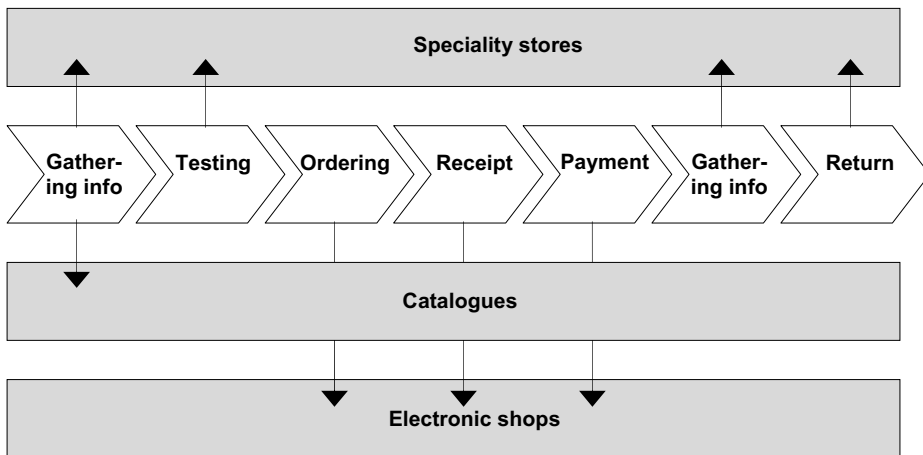 Speciality stores
Gather-
ing info
Testing
Ordering
Receipt
Payment
Gather-
ing info
Return
Catalogues
Electronic shops